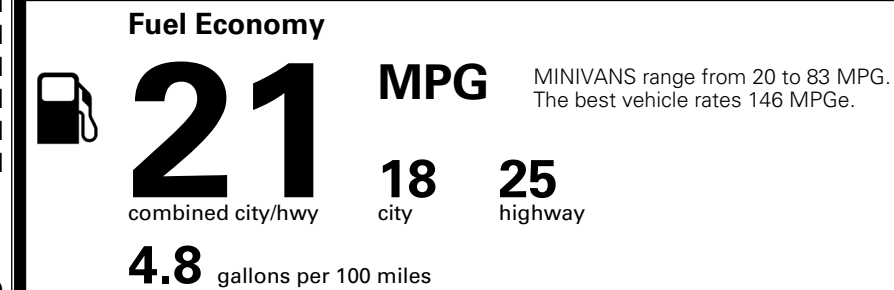 Fuel Economy
21 MPG
MINIVANS range from 20 to 83 MPG.
The best vehicle rates 146 MPGe.
combined city/hwy
18
city
25
highway
4.8 gallons per 100 miles